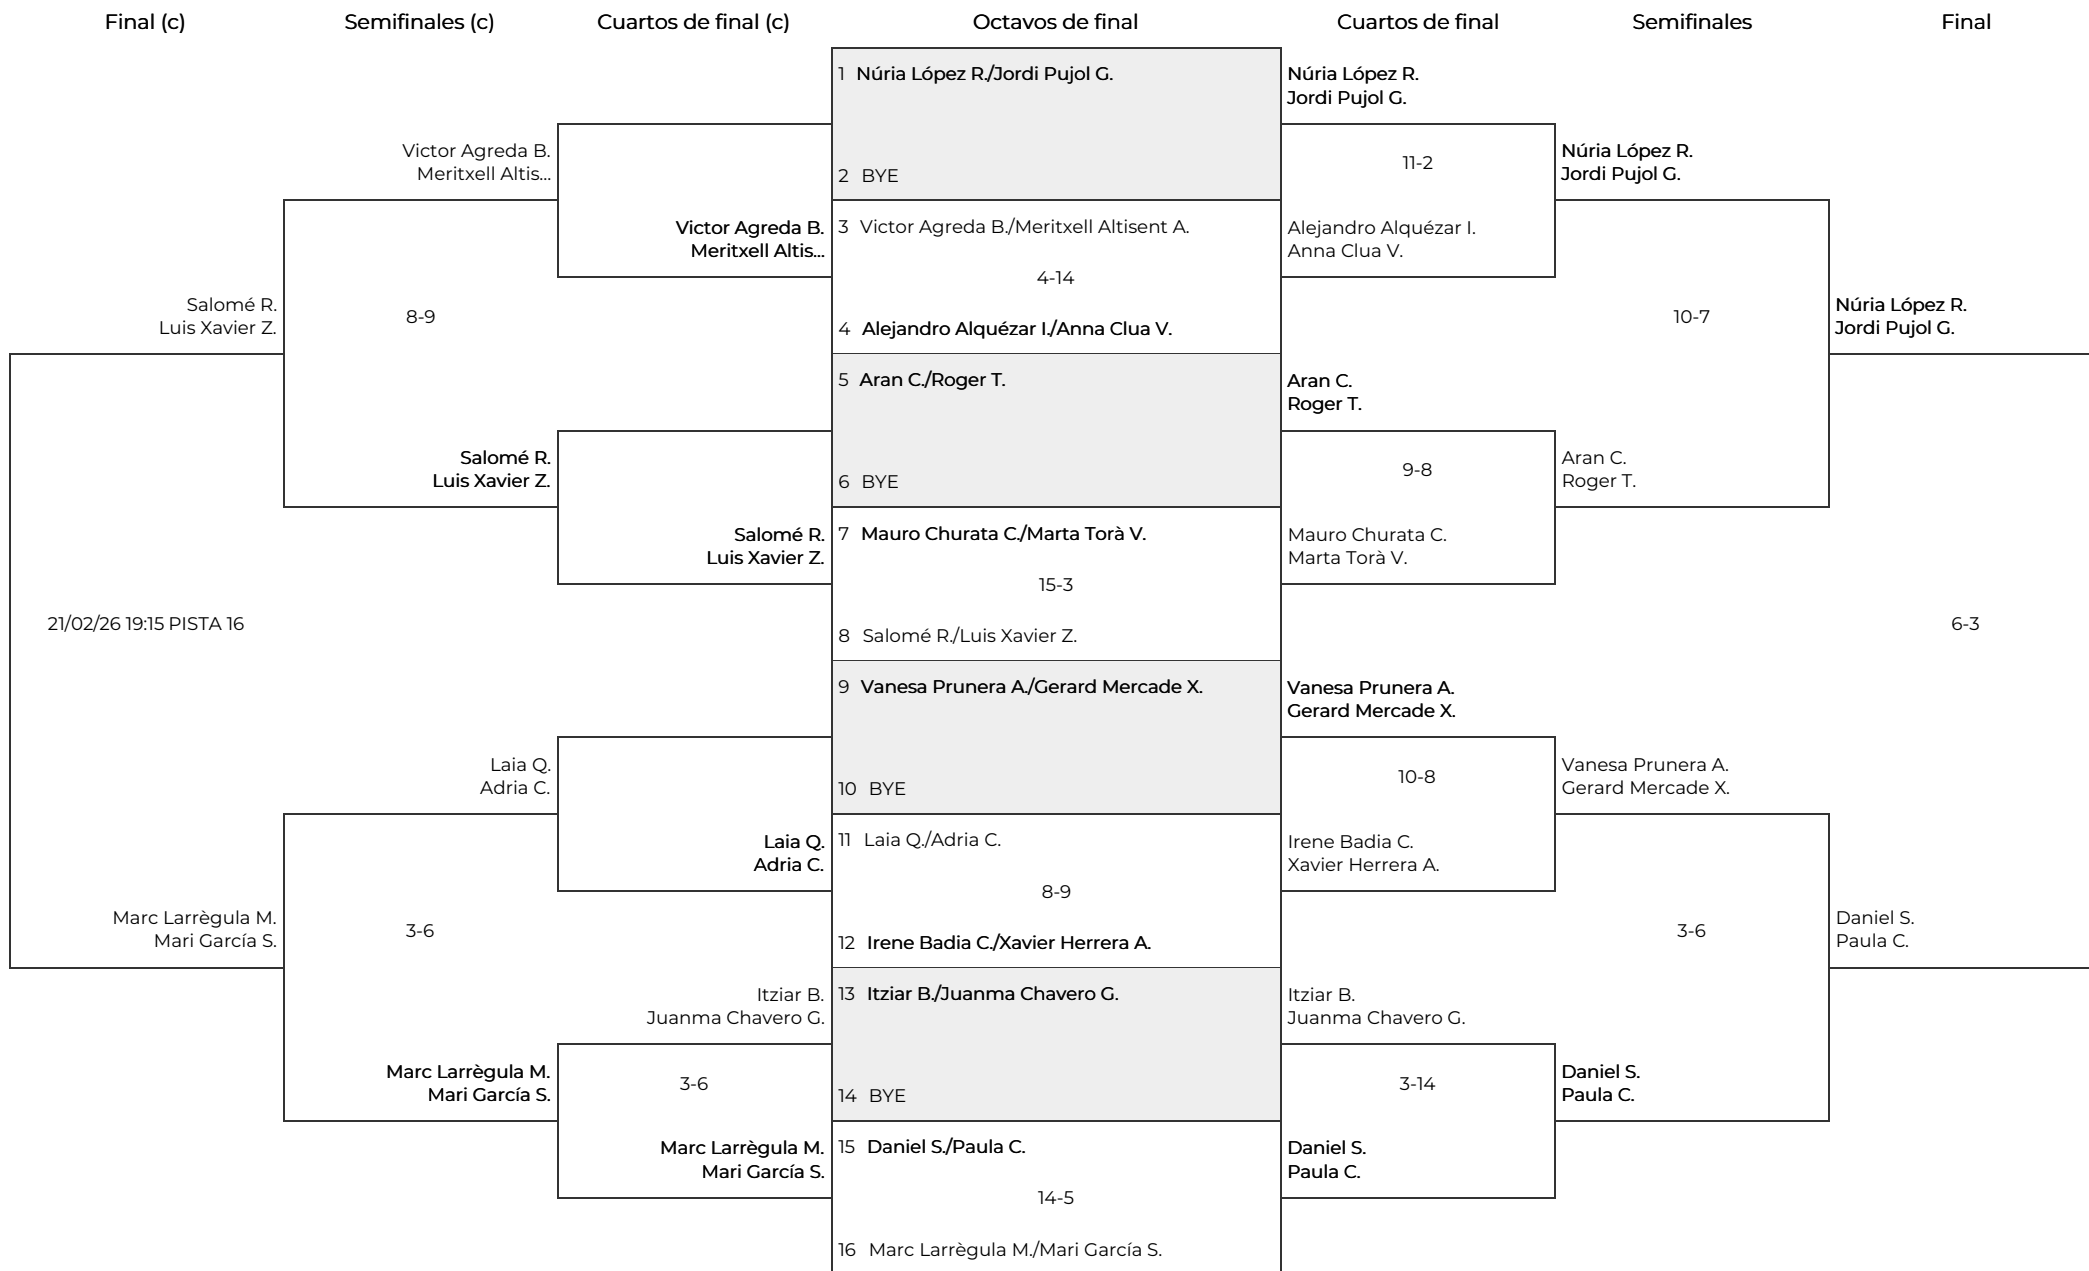 Final (c)
Semifinales (c)
Cuartos de final (c)
Octavos de final
Cuartos de final
Semifinales
Final
Salomé R.
Luis Xavier Z.
21/02/26 19:15 PISTA 16
Marc Larrègula M.
Mari García S.
Victor Agreda B.
Meritxell Altis...
8-9
Salomé R.
Luis Xavier Z.
Laia Q.
Adria C.
3-6
Marc Larrègula M.
Mari García S.
Victor Agreda B.
Meritxell Altis...
Salomé R.
Luis Xavier Z.
Laia Q.
Adria C.
Itziar B.
Juanma Chavero G.
3-6
Marc Larrègula M.
Mari García S.
1 Núria López R./Jordi Pujol G.
2 BYE
3 Victor Agreda B./Meritxell Altisent A.
4-14
4 Alejandro Alquézar I./Anna Clua V.
5 Aran C./Roger T.
6 BYE
7 Mauro Churata C./Marta Torà V.
15-3
8 Salomé R./Luis Xavier Z.
9 Vanesa Prunera A./Gerard Mercade X.
10 BYE
11 Laia Q./Adria C.
8-9
12 Irene Badia C./Xavier Herrera A.
13 Itziar B./Juanma Chavero G.
14 BYE
15 Daniel S./Paula C.
14-5
16 Marc Larrègula M./Mari García S.
Núria López R.
Jordi Pujol G.
11-2
Alejandro Alquézar I.
Anna Clua V.
Aran C.
Roger T.
9-8
Mauro Churata C.
Marta Torà V.
Vanesa Prunera A.
Gerard Mercade X.
10-8
Irene Badia C.
Xavier Herrera A.
Itziar B.
Juanma Chavero G.
3-14
Daniel S.
Paula C.
Núria López R.
Jordi Pujol G.
10-7
Aran C.
Roger T.
Vanesa Prunera A.
Gerard Mercade X.
3-6
Daniel S.
Paula C.
Núria López R.
Jordi Pujol G.
6-3
Daniel S.
Paula C.